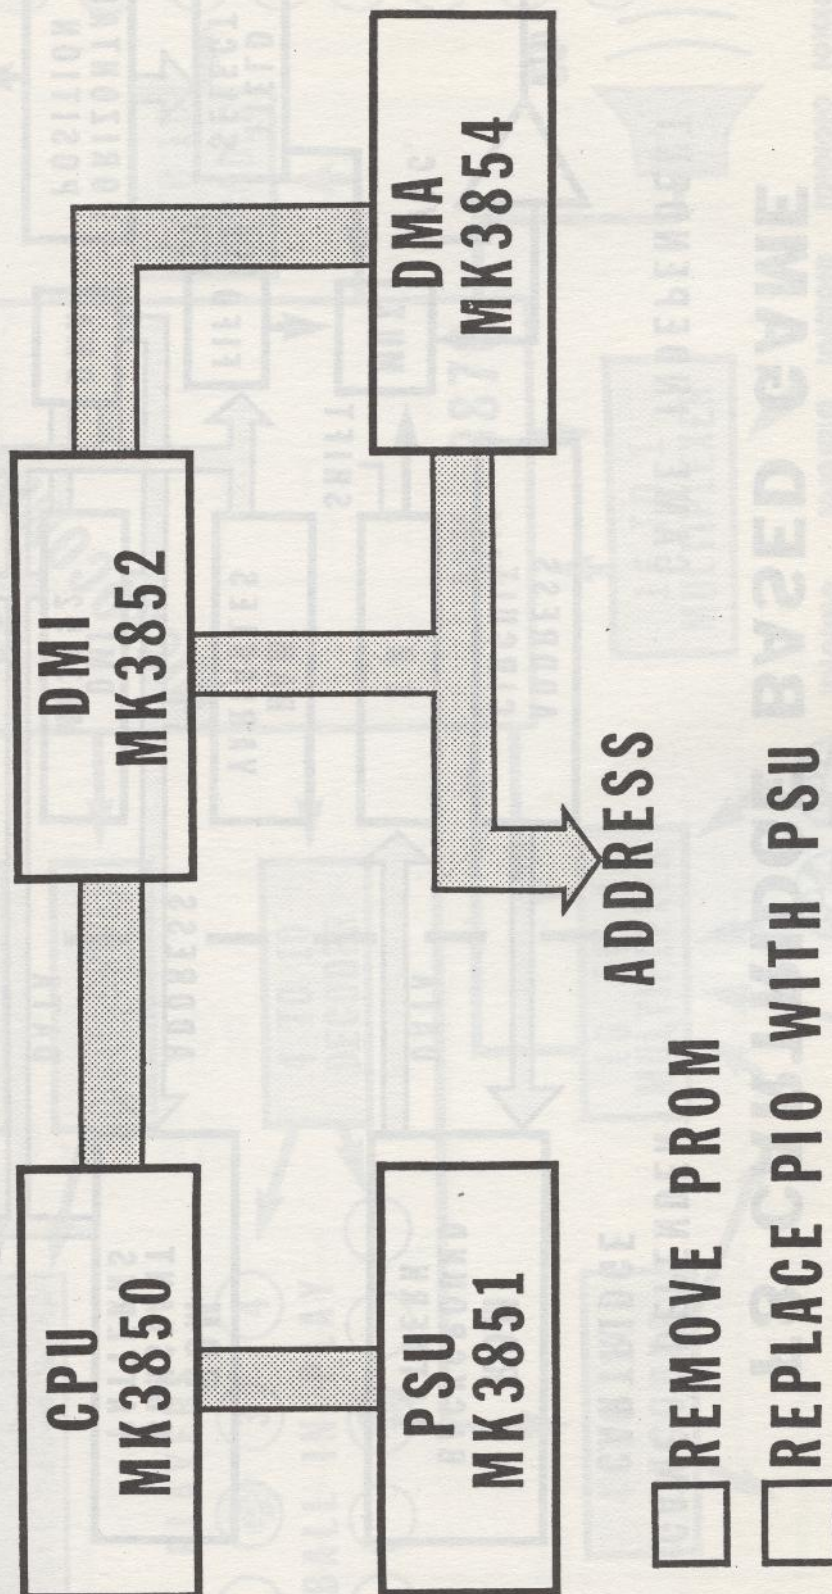 CPU
MK3850
DMI
MK3852
PSU
MK3851
DMA
MK3854
ADDRESS
REMOVE PROM
REPLACE PIO WITH PSU